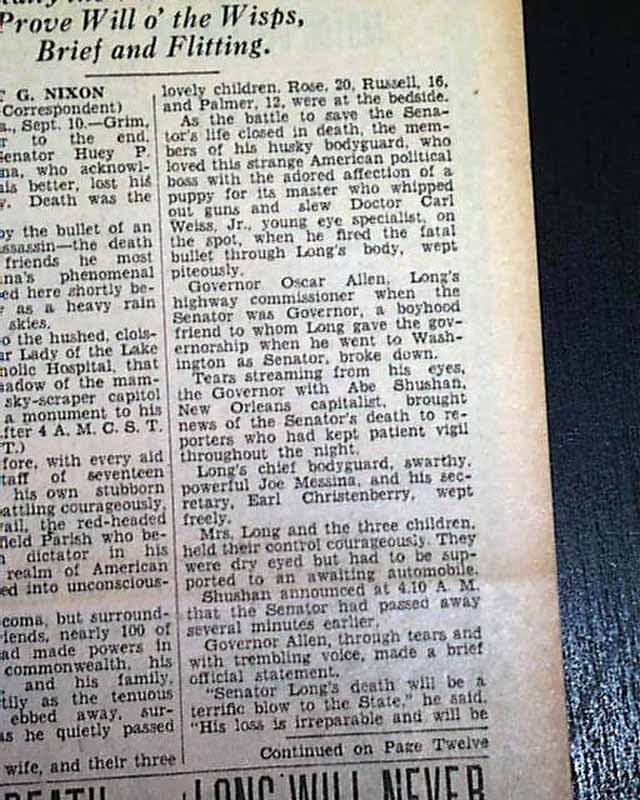 Prove Will o' the Wisps,
Brief and Flitting.
G. NIXON
Correspondent)
Sept. 10.—Grim,
to the end,
Senator Huey P.
who acknowl-
his better, lost his
Death was the
by the bullet of an
assassin—the death
friends he most
phenomenal
here shortly be-
as a heavy rain
skies.
to the hushed, clois-
Lady of the Lake
Hospital, that
shadow of the mam-
sky-scraper capitol
a monument to his
after 4 A. M. C. S. T.
with every aid
staff of seventeen
his own stubborn
battling courageously,
the red-headed
Parish who be-
dictator in his
realm of American
into unconscious-
coma, but surround-
nearly 100 of
made powers in
commonwealth, his
and his family,
as the tenuous
ebbed away, sur-
as he quietly passed
wife, and their three
lovely children, Rose, 20, Russell, 16,
and Palmer, 12, were at the bedside.
As the battle to save the Sena-
tor's life closed in death, the mem-
bers of his husky bodyguard, who
loved this strange American political
boss with the adored affection of a
puppy for its master who whipped
out guns and slew Doctor Carl
Weiss, Jr., young eye specialist, on
the spot, when he fired the fatal
bullet through Long's body, wept
piteously.
Governor Oscar Allen, Long's
highway commissioner when the
Senator was Governor, a boyhood
friend to whom Long gave the gov-
ernorship when he went to Wash-
ington as Senator, broke down.
Tears streaming from his eyes,
the Governor with Abe Shushan,
New Orleans capitalist, brought
news of the Senator's death to re-
porters who had kept patient vigil
throughout the night.
Long's chief bodyguard, swarthy,
powerful Joe Messina, and his sec-
retary, Earl Christenberry, wept
freely.
Mrs. Long and the three children,
held their control courageously. They
were dry eyed but had to be sup-
ported to an awaiting automobile.
Shushan announced at 4.10 A. M.
that the Senator had passed away
several minutes earlier.
Governor Allen, through tears and
with trembling voice, made a brief
official statement.
"Senator Long's death will be a
terrific blow to the State," he said.
"His loss is irreparable and will be
Continued on Page Twelve
DEATH
LONG WILL NEVER